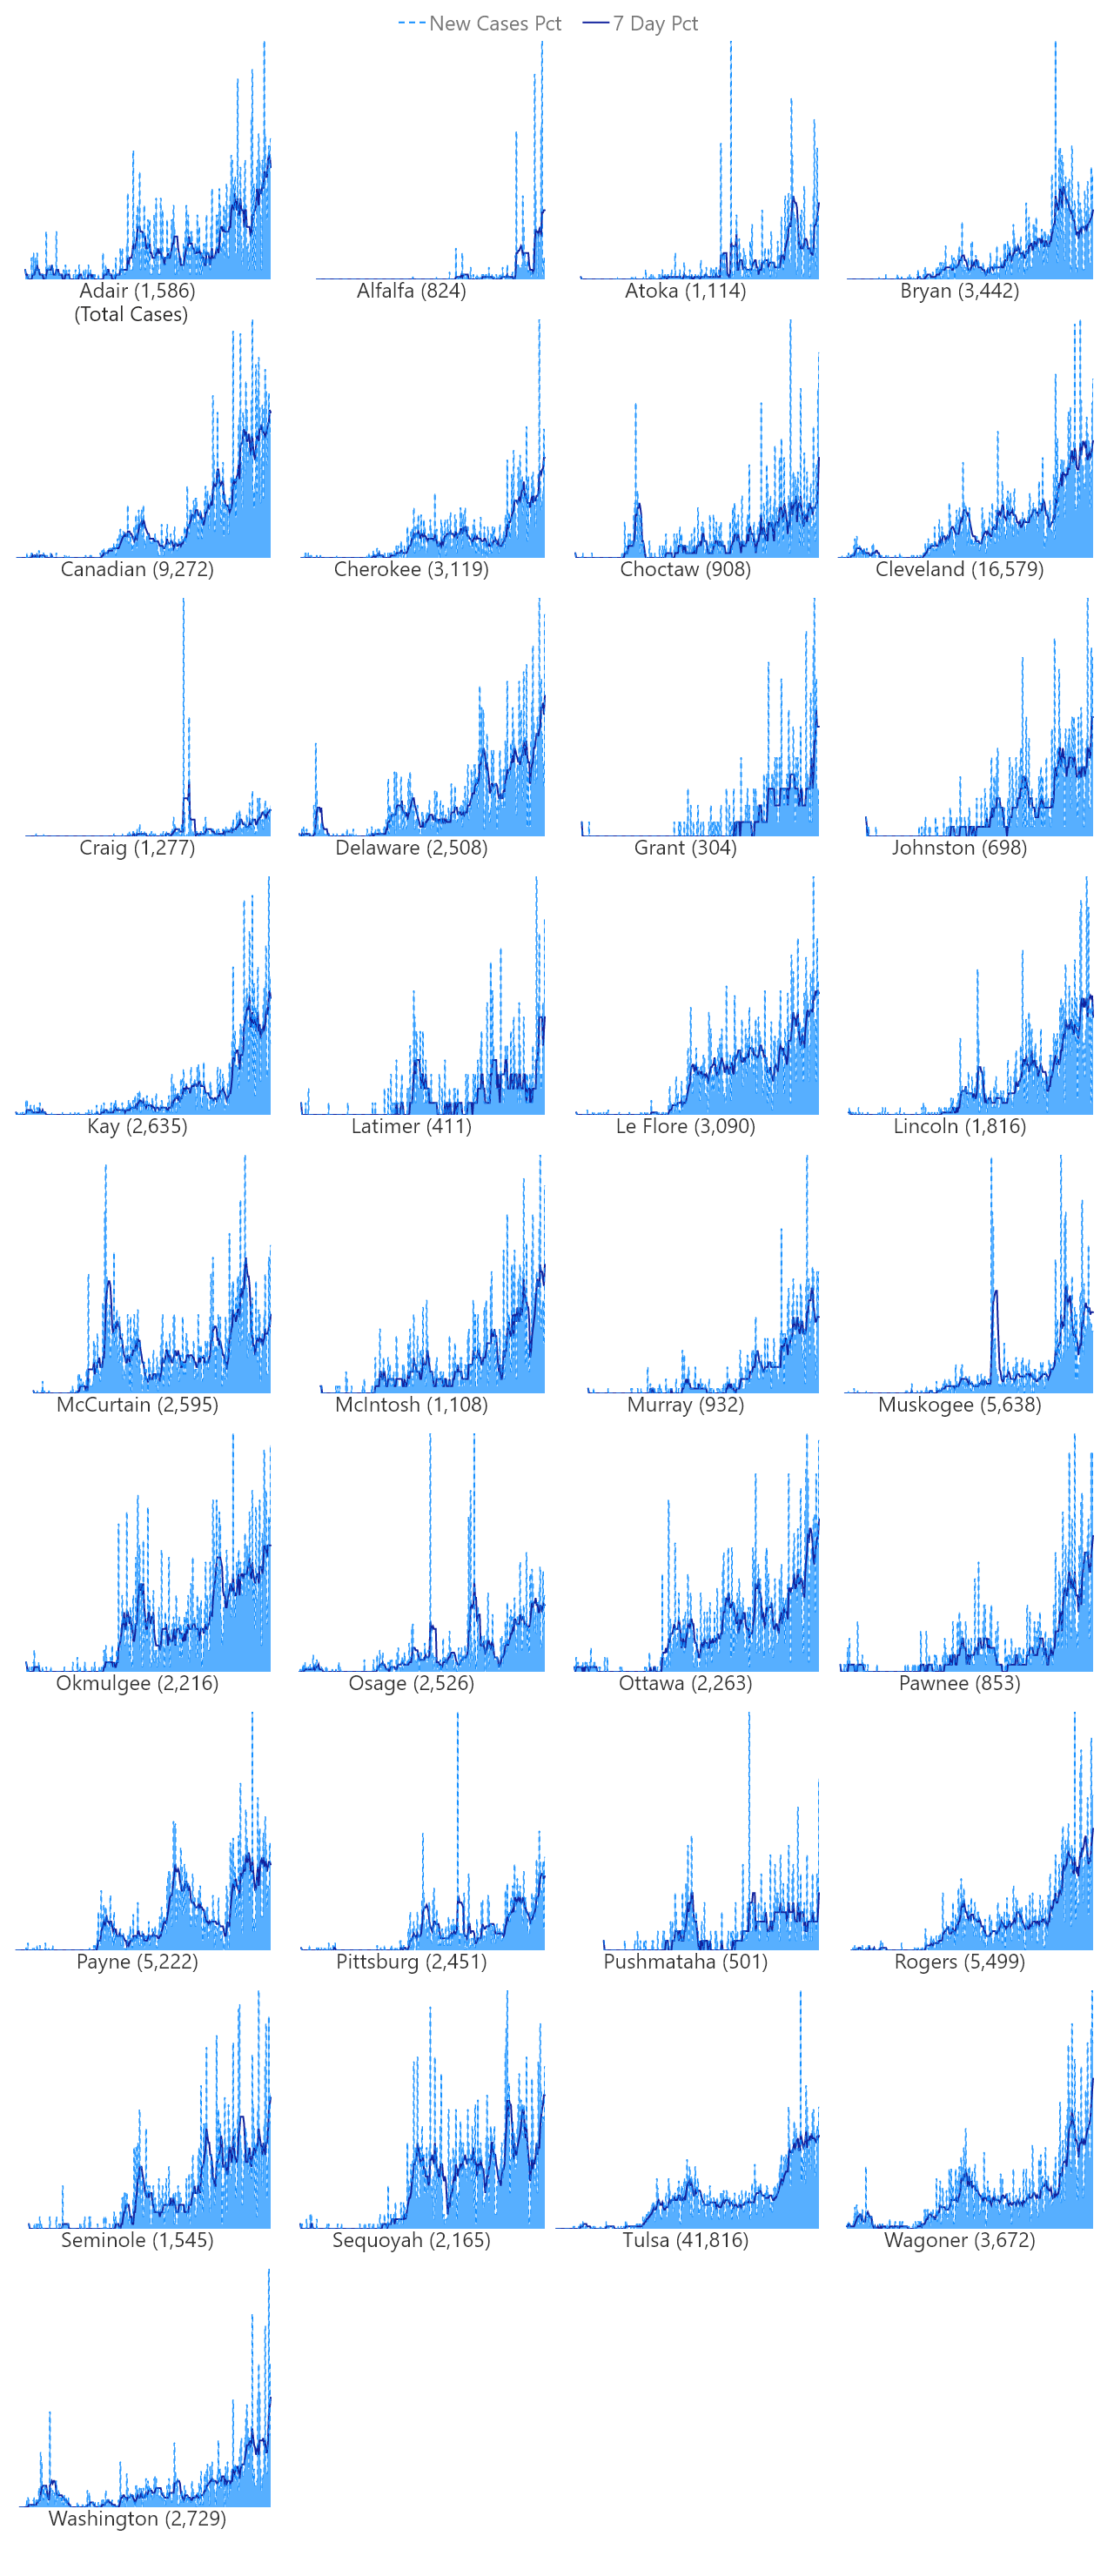 New Cases Pct 7 Day Pct
Adair (1,586) Alfalfa (824) Atoka (1,114) Bryan (3,442)
(Total Cases)
Canadian (9,272) Cherokee (3,119) Choctaw (908) Cleveland (16,579)
Craig (1,277) Delaware (2,508) Grant (304) Johnston (698)
Kay (2,635) Latimer (411) Le Flore (3,090) Lincoln (1,816)
McCurtain (2,595) McIntosh (1,108) Murray (932) Muskogee (5,638)
Okmulgee (2,216) Osage (2,526) Ottawa (2,263) Pawnee (853)
Payne (5,222) Pittsburg (2,451) Pushmataha (501) Rogers (5,499)
Seminole (1,545) Sequoyah (2,165) Tulsa (41,816) Wagoner (3,672)
Washington (2,729)